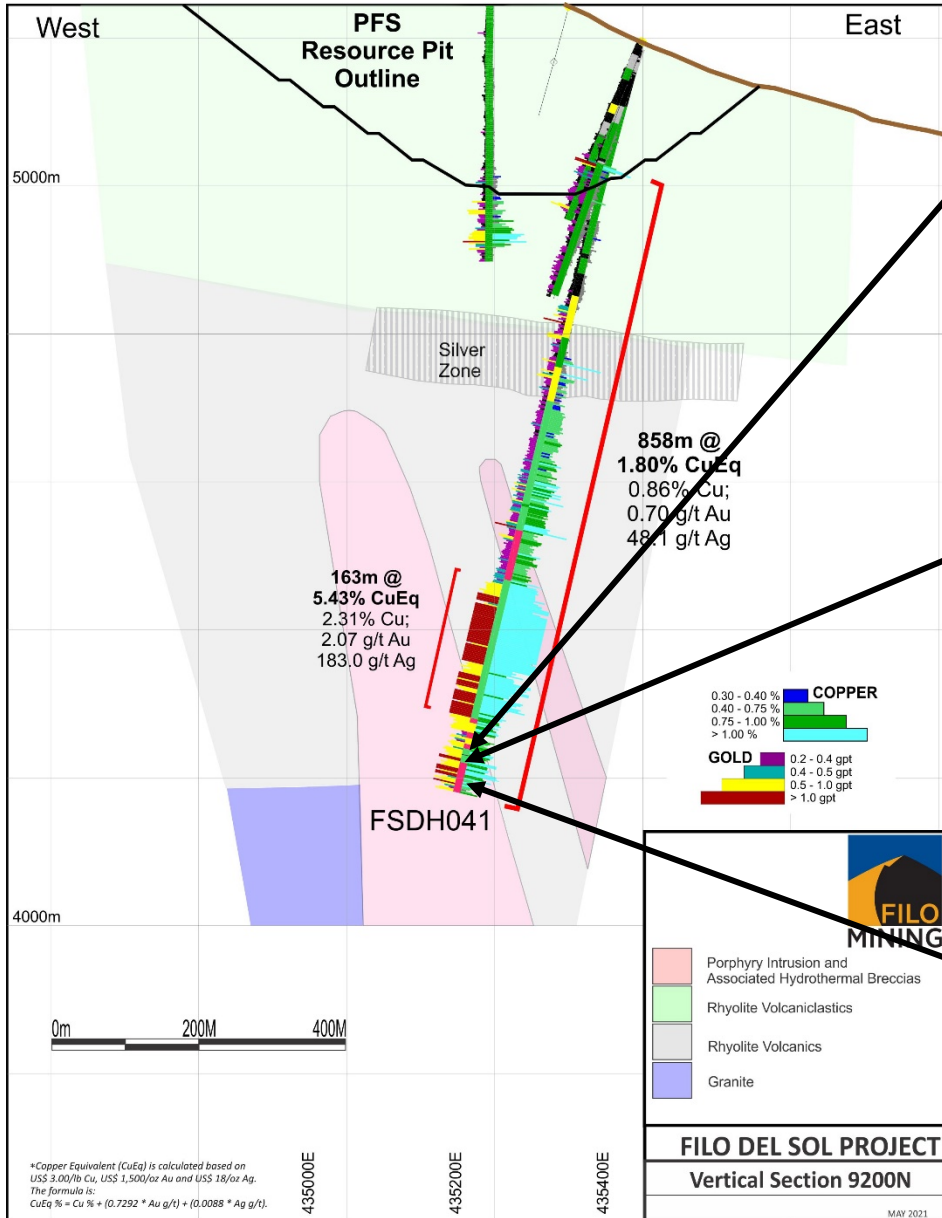 West
PFS
Resource Pit
Outline
East
5000m
Silver
Zone
858m @
1.80% CuEq
0.86% Cu;
0.70 g/t Au
48.1 g/t Ag
163m @
5.43% CuEq
2.31% Cu;
2.07 g/t Au
183.0 g/t Ag
COPPER
0.30 - 0.40 %
0.40 - 0.75 %
0.75 - 1.00 %
> 1.00 %
GOLD
0.2 - 0.4 gpt
0.4 - 0.5 gpt
0.5 - 1.0 gpt
> 1.0 gpt
FSDH041
4000m
FILO
MINING
Porphyry Intrusion and
Associated Hydrothermal Breccias
Rhyolite Volcaniclastics
Rhyolite Volcanics
Granite
0m 200M 400M
435000E
435200E
435400E
*Copper Equivalent (CuEq) is calculated based on
US$ 3.00/lb Cu, US$ 1,500/oz Au and US$ 18/oz Ag.
The formula is:
CuEq % = Cu % + (0.7292 * Au g/t) + (0.0088 * Ag g/t).
FILO DEL SOL PROJECT
Vertical Section 9200N
MAY 2021